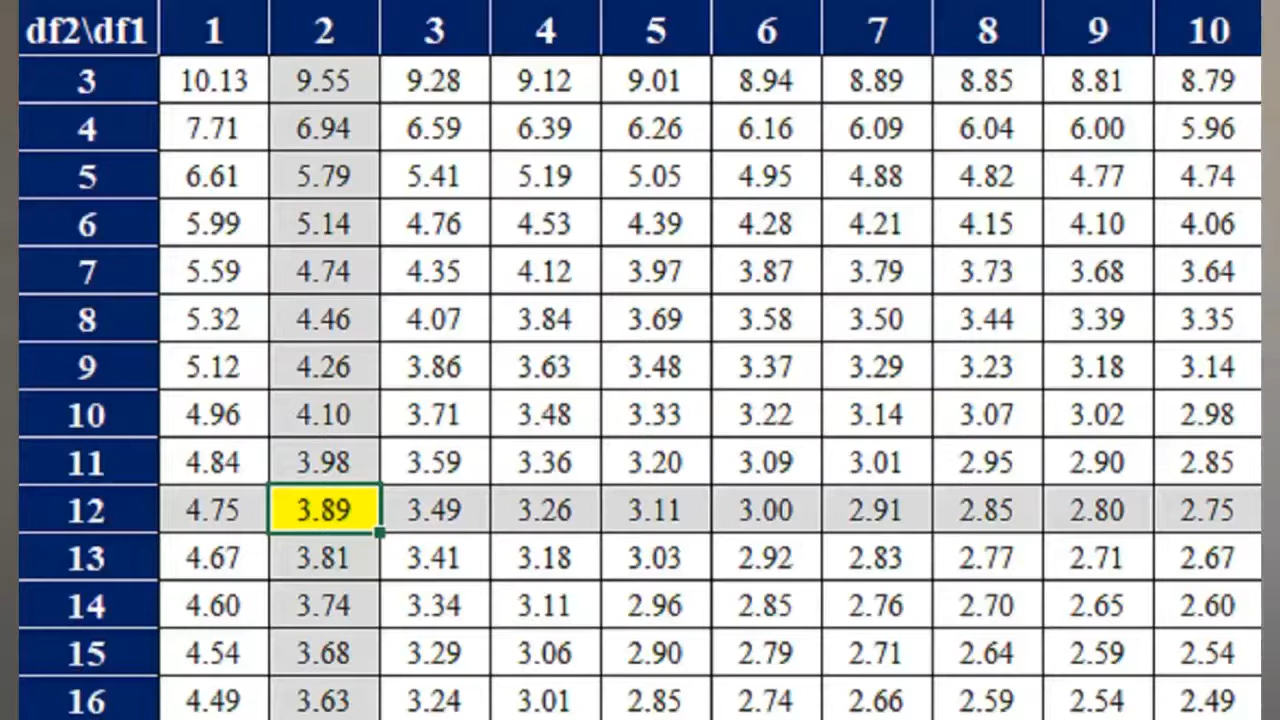 df2\df1 1 2 3 4 5 6 7 8 9 10
3 10.13 9.55 9.28 9.12 9.01 8.94 8.89 8.85 8.81 8.79
4 7.71 6.94 6.59 6.39 6.26 6.16 6.09 6.04 6.00 5.96
5 6.61 5.79 5.41 5.19 5.05 4.95 4.88 4.82 4.77 4.74
6 5.99 5.14 4.76 4.53 4.39 4.28 4.21 4.15 4.10 4.06
7 5.59 4.74 4.35 4.12 3.97 3.87 3.79 3.73 3.68 3.64
8 5.32 4.46 4.07 3.84 3.69 3.58 3.50 3.44 3.39 3.35
9 5.12 4.26 3.86 3.63 3.48 3.37 3.29 3.23 3.18 3.14
10 4.96 4.10 3.71 3.48 3.33 3.22 3.14 3.07 3.02 2.98
11 4.84 3.98 3.59 3.36 3.20 3.09 3.01 2.95 2.90 2.85
12 4.75 3.89 3.49 3.26 3.11 3.00 2.91 2.85 2.80 2.75
13 4.67 3.81 3.41 3.18 3.03 2.92 2.83 2.77 2.71 2.67
14 4.60 3.74 3.34 3.11 2.96 2.85 2.76 2.70 2.65 2.60
15 4.54 3.68 3.29 3.06 2.90 2.79 2.71 2.64 2.59 2.54
16 4.49 3.63 3.24 3.01 2.85 2.74 2.66 2.59 2.54 2.49